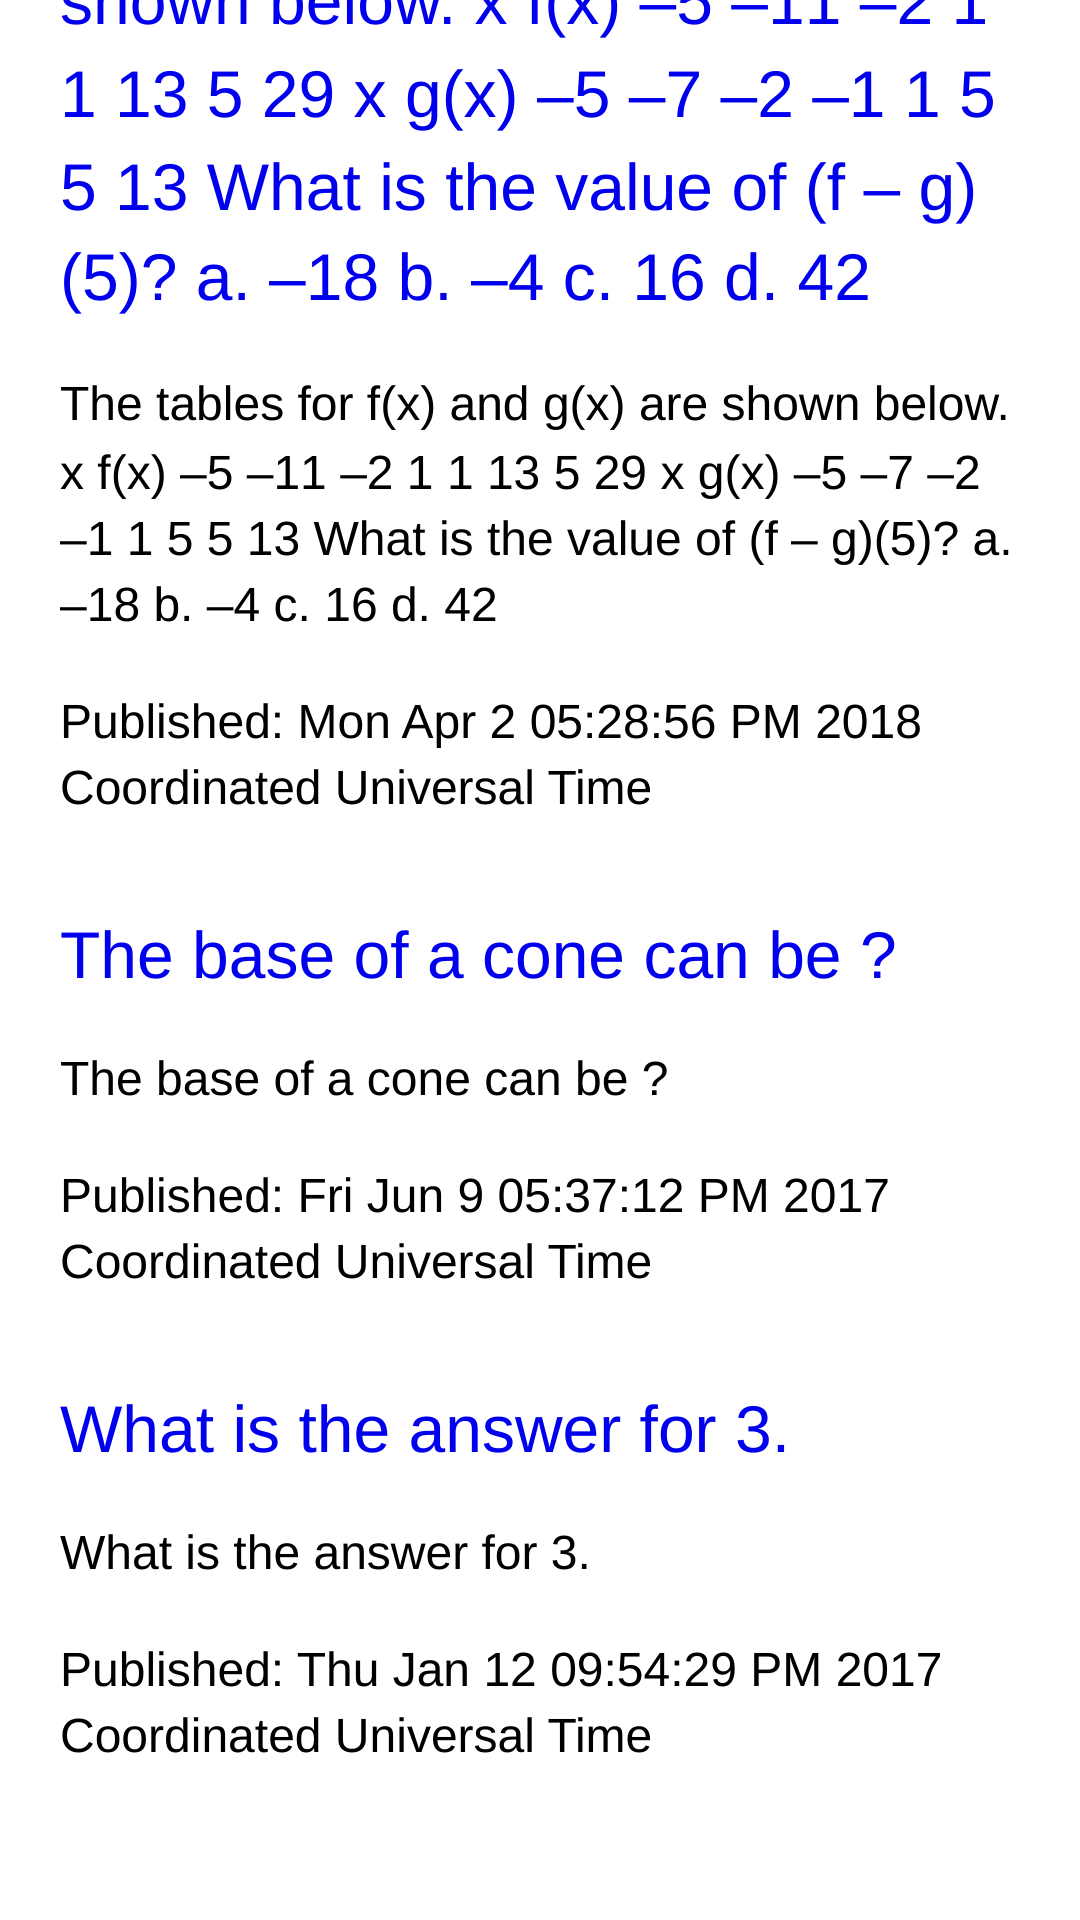 shown below. x f(x) –5 –11 –2 1
1 13 5 29 x g(x) –5 –7 –2 –1 1 5
5 13 What is the value of (f – g)
(5)? a. –18 b. –4 c. 16 d. 42
The tables for f(x) and g(x) are shown below.
x f(x) –5 –11 –2 1 1 13 5 29 x g(x) –5 –7 –2
–1 1 5 5 13 What is the value of (f – g)(5)? a.
–18 b. –4 c. 16 d. 42
Published: Mon Apr 2 05:28:56 PM 2018
Coordinated Universal Time
The base of a cone can be ?
The base of a cone can be ?
Published: Fri Jun 9 05:37:12 PM 2017
Coordinated Universal Time
What is the answer for 3.
What is the answer for 3.
Published: Thu Jan 12 09:54:29 PM 2017
Coordinated Universal Time